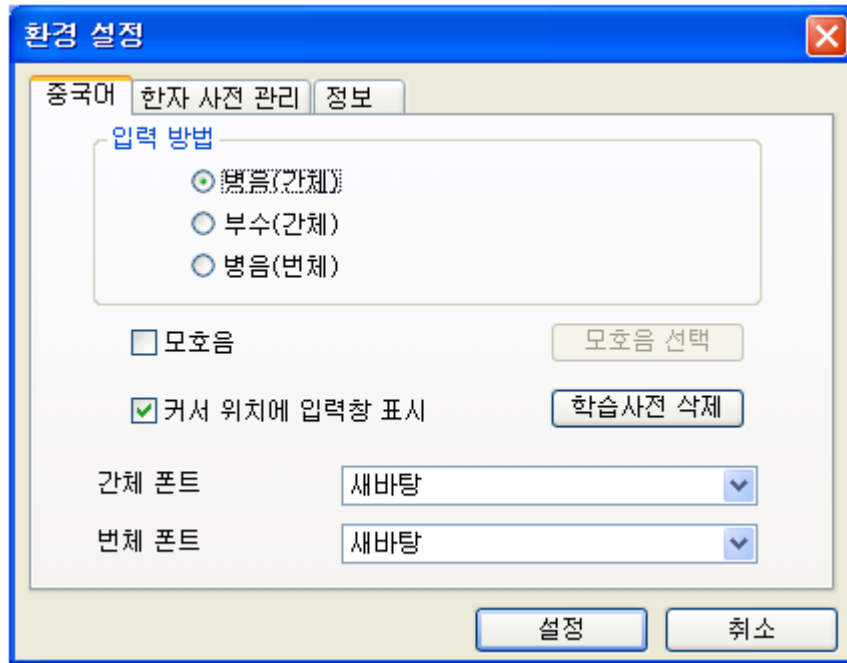 환경 설정
중국어 한자 사전 관리 정보
입력 방법
병음(간체)
부수(간체)
병음(번체)
모호음 모호음 선택
커서 위치에 입력창 표시 학습사전 삭제
간체 폰트 새바탕
번체 폰트 새바탕
설정 취소